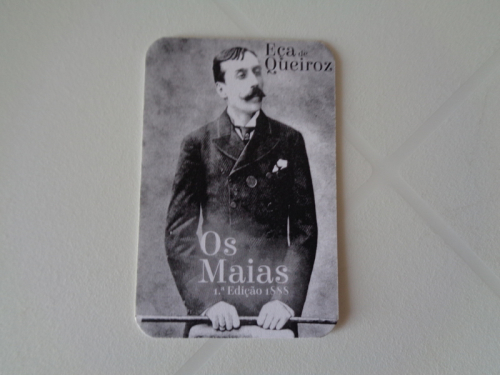 Eça de
Queiroz
Os
Maias
1.ª Edição 1888